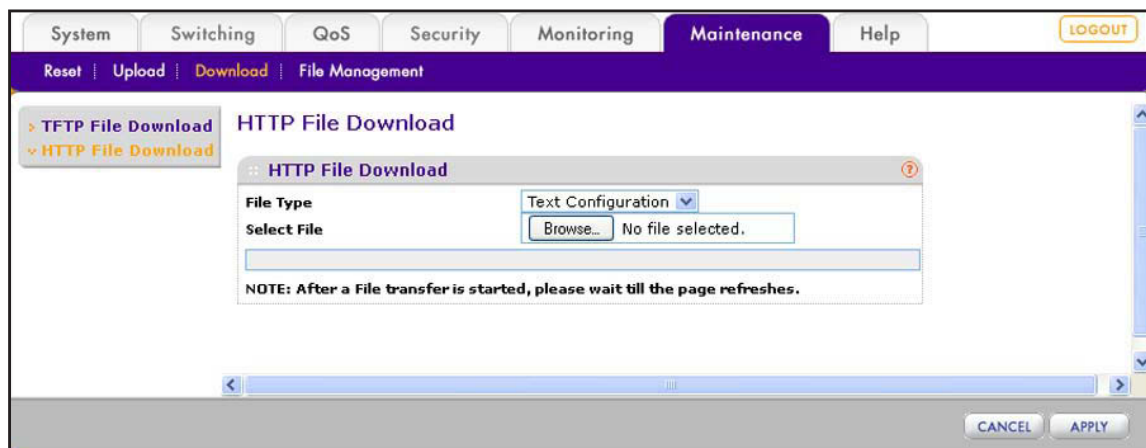 System Switching QoS Security Monitoring Maintenance Help LOGOUT
Reset Upload Download File Management
TFTP File Download
HTTP File Download
HTTP File Download
HTTP File Download
File Type Text Configuration
Select File Browse... No file selected.
NOTE: After a File transfer is started, please wait till the page refreshes.
CANCEL APPLY